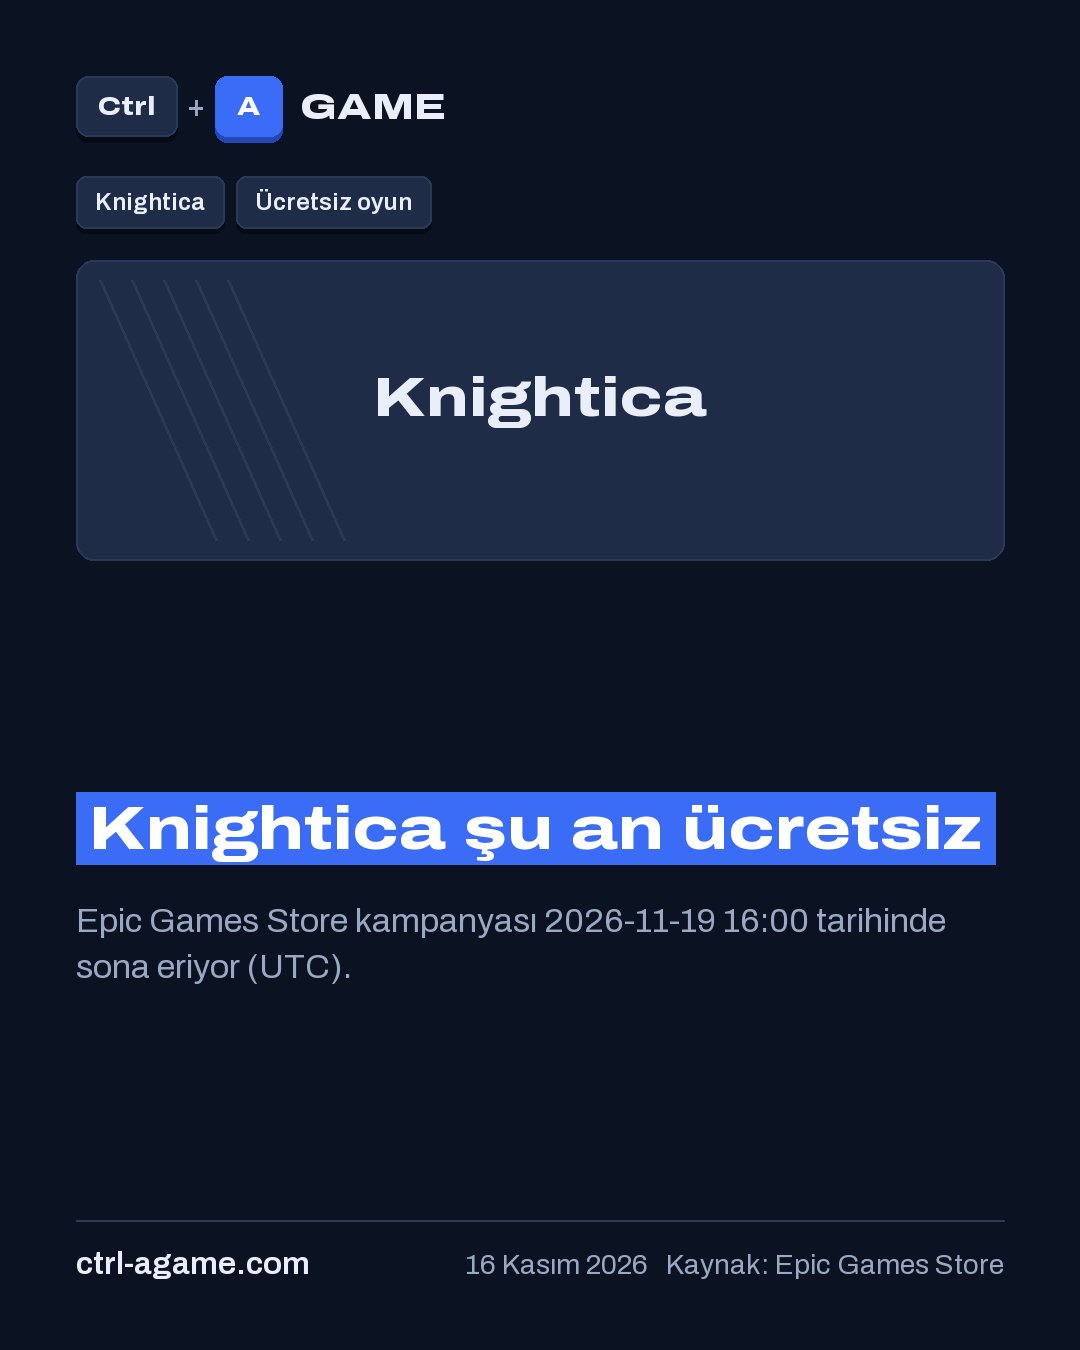 Ctrl + A GAME
Knightica Ücretsiz oyun
Knightica
Knightica şu an ücretsiz
Epic Games Store kampanyası 2026-11-19 16:00 tarihinde
sona eriyor (UTC).
ctrl-agame.com 16 Kasım 2026 Kaynak: Epic Games Store